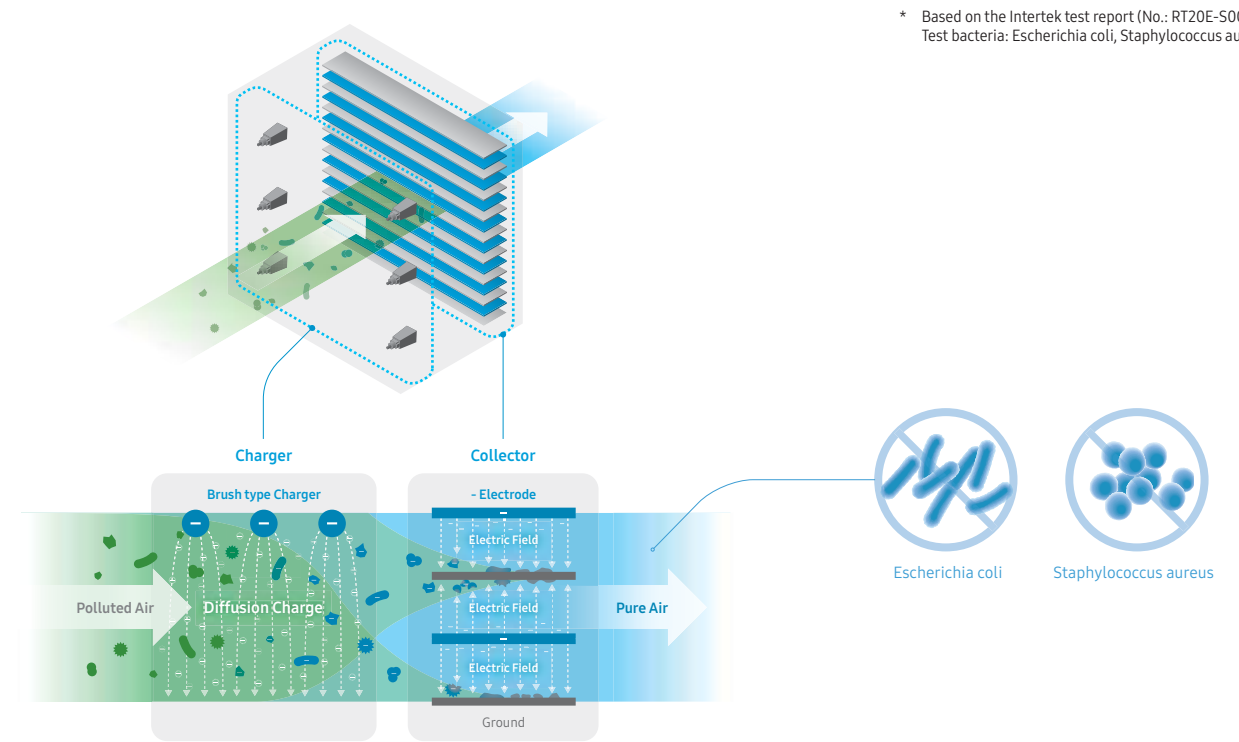 * Based on the Intertek test report (No.: RT20E-S00
Test bacteria: Escherichia coli, Staphylococcus au
Charger
Collector
Brush type Charger
- Electrode
Electric Field
Polluted Air
Diffusion Charge
Electric Field
Pure Air
Electric Field
Ground
Escherichia coli
Staphylococcus aureus